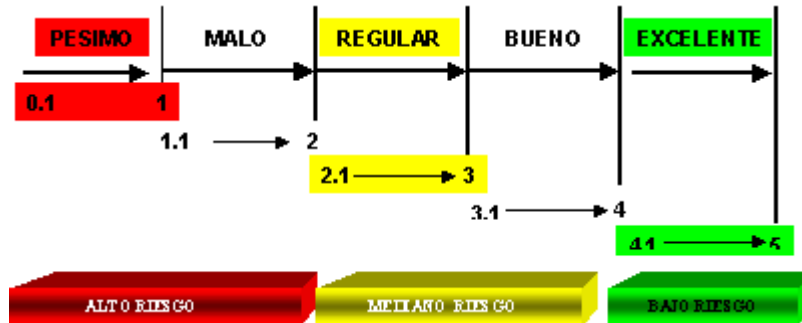 PESIMO MALO REGULAR BUENO EXCELENTE
0.1 1
1.1 2
2.1 3
3.1 4
4.1 5
ALTO RIESGO MEDIANO RIESGO BAJO RIESGO